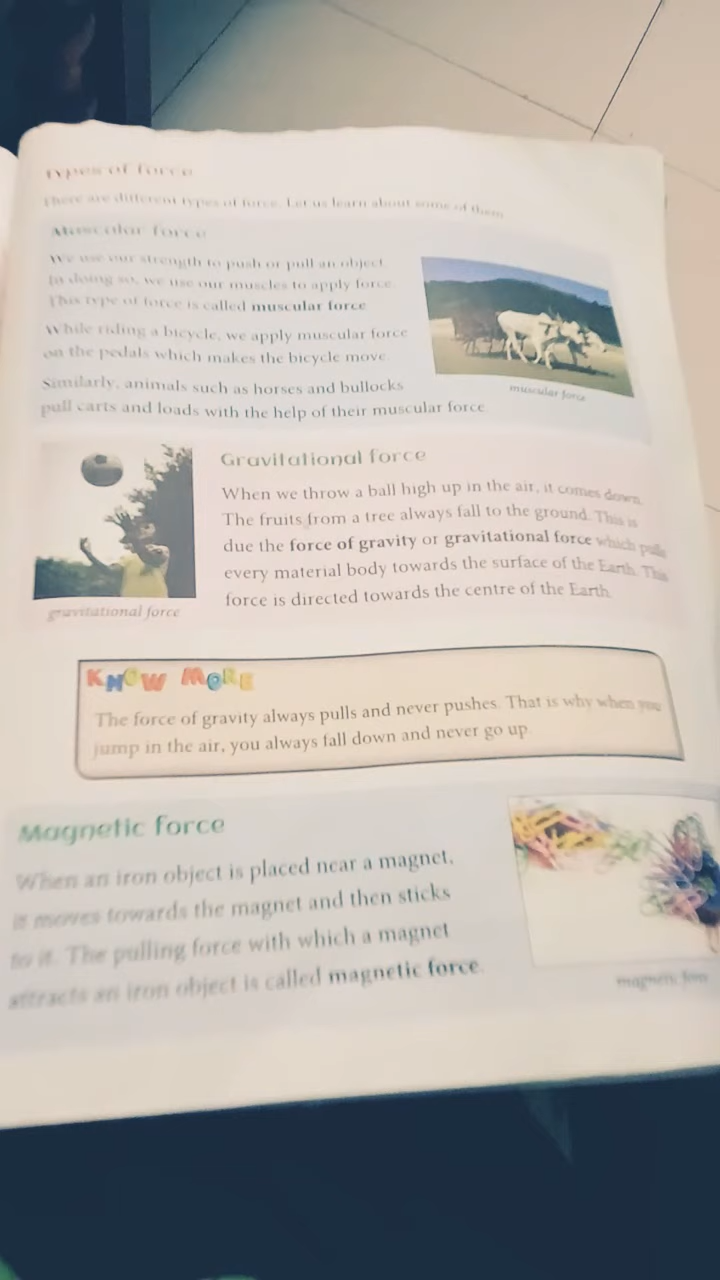 Types of force
There are different types of force. Let us learn about some of them
Muscular force
We use our strength to push or pull an object.
In doing so, we use our muscles to apply force.
This type of force is called muscular force
While riding a bicycle, we apply muscular force
on the pedals which makes the bicycle move.
Similarly, animals such as horses and bullocks
pull carts and loads with the help of their muscular force.
muscular force
Gravitational force
When we throw a ball high up in the air, it comes down.
The fruits from a tree always fall to the ground. This is
due the force of gravity or gravitational force which pulls
every material body towards the surface of the Earth. This
force is directed towards the centre of the Earth.
gravitational force
KNOW MORE
The force of gravity always pulls and never pushes. That is why when you
jump in the air, you always fall down and never go up
Magnetic force
When an iron object is placed near a magnet,
it moves towards the magnet and then sticks
to it. The pulling force with which a magnet
attracts an iron object is called magnetic force.
magnetic force